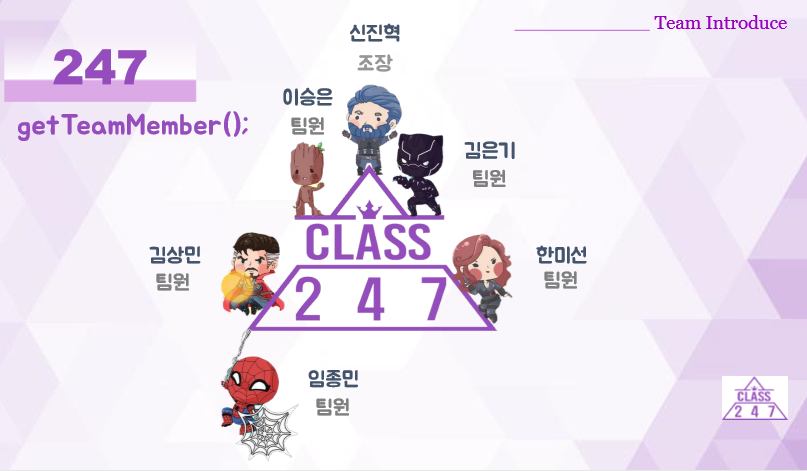 Team Introduce
247
getTeamMember();
신진혁
조장
이승은
팀원
김은기
팀원
김상민
팀원
한미선
팀원
CLASS
2 4 7
임종민
팀원
CLASS
2 4 7